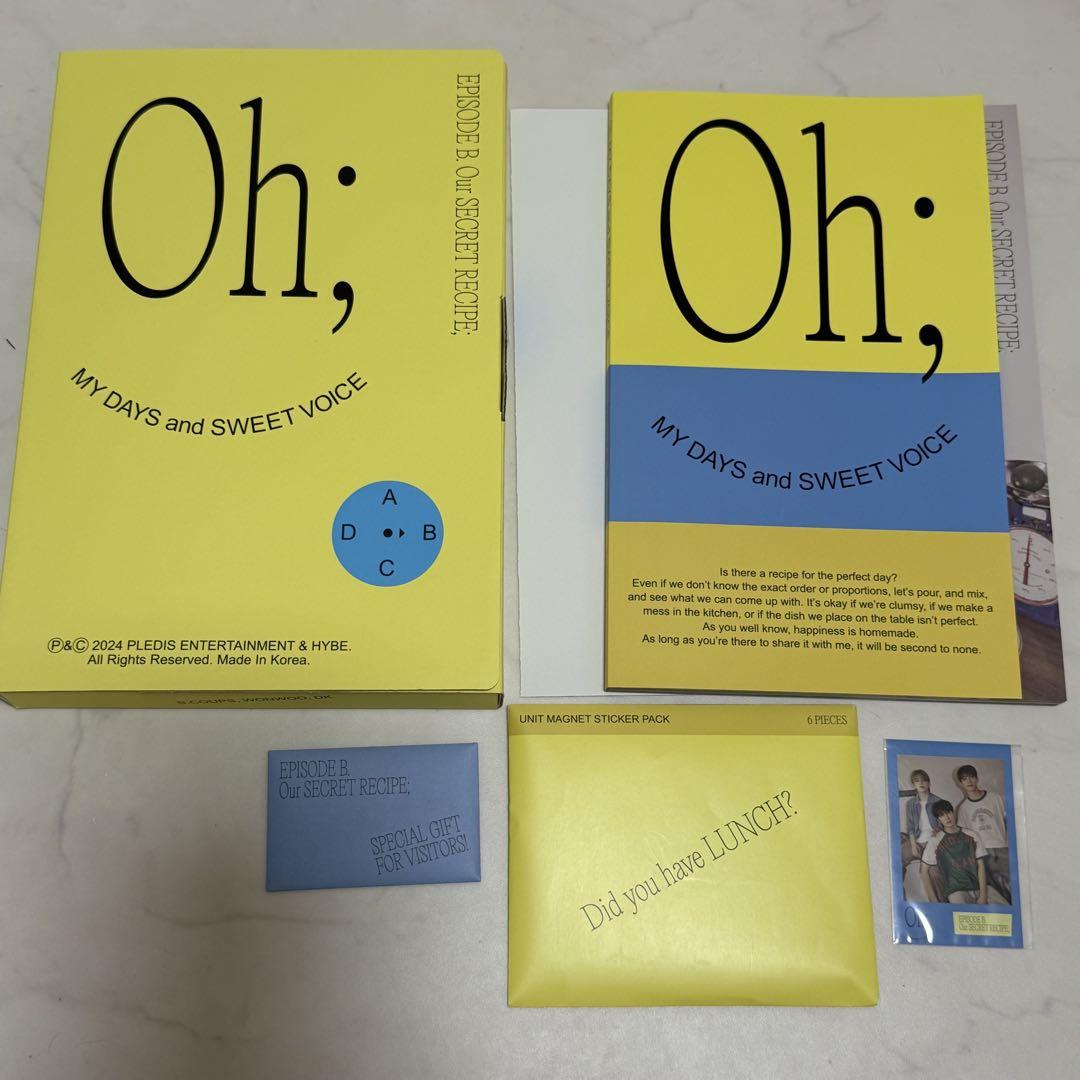 Oh;
EPISODE B. Our SECRET RECIPE;
MY DAYS and SWEET VOICE
A
D B
C
Ⓟ&Ⓒ 2024 PLEDIS ENTERTAINMENT & HYBE.
All Rights Reserved. Made In Korea.
S.COUPS, WONWOO, DK
Oh;
MY DAYS and SWEET VOICE
Is there a recipe for the perfect day?
Even if we don't know the exact order or proportions, let's pour, and mix,
and see what we can come up with. It's okay if we're clumsy, if we make a
mess in the kitchen, or if the dish we place on the table isn't perfect.
As you well know, happiness is homemade.
As long as you're there to share it with me, it will be second to none.
EPISODE B. Our SECRET RECIPE;
EPISODE B.
Our SECRET RECIPE;
SPECIAL GIFT
FOR VISITORS!
UNIT MAGNET STICKER PACK 6 PIECES
Did you have LUNCH?
EPISODE B.
Our SECRET RECIPE;